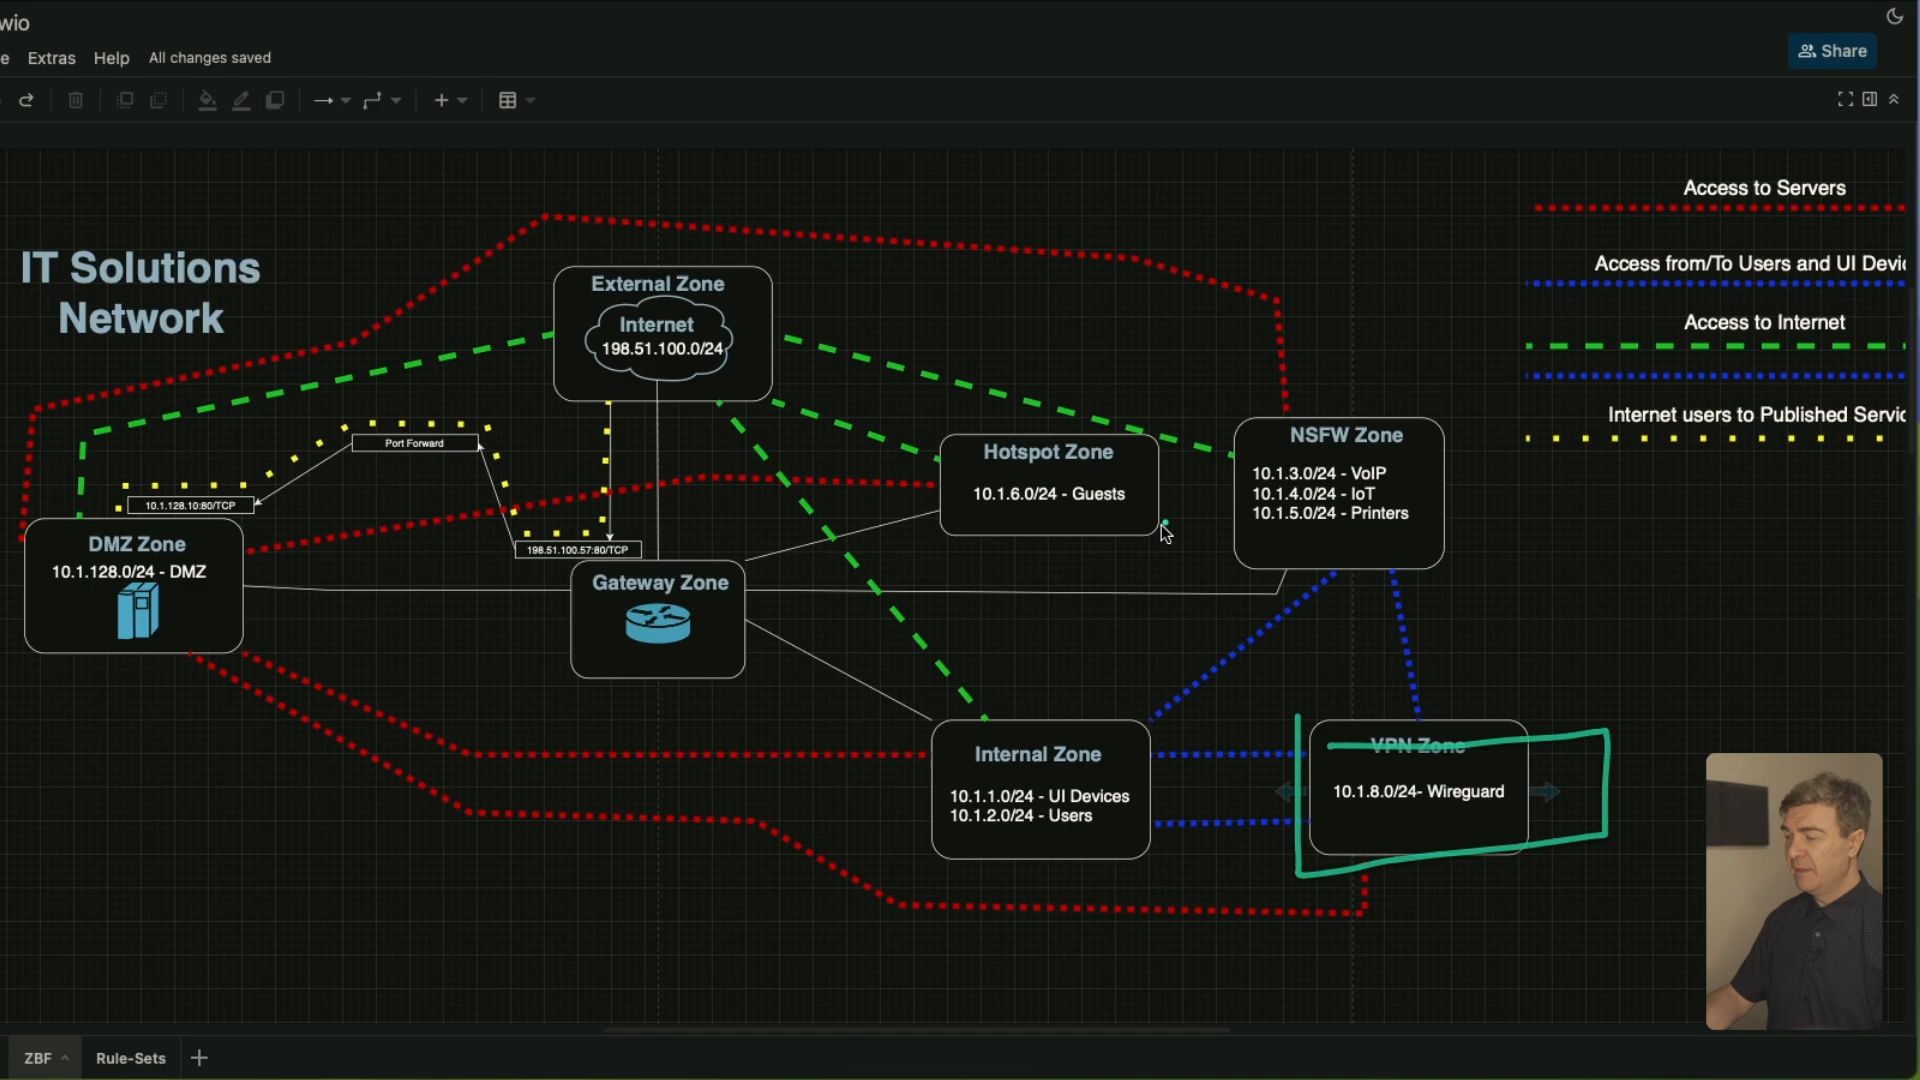 wio
e Extras Help All changes saved
Share
IT Solutions
Network
Access to Servers
Access from/To Users and UI Devic
Access to Internet
Internet users to Published Servic
External Zone
Internet
198.51.100.0/24
Port Forward
10.1.128.10:80/TCP
198.51.100.57:80/TCP
DMZ Zone
10.1.128.0/24 - DMZ
Gateway Zone
Hotspot Zone
10.1.6.0/24 - Guests
NSFW Zone
10.1.3.0/24 - VoIP
10.1.4.0/24 - IoT
10.1.5.0/24 - Printers
Internal Zone
10.1.1.0/24 - UI Devices
10.1.2.0/24 - Users
VPN Zone
10.1.8.0/24- Wireguard
ZBF Rule-Sets